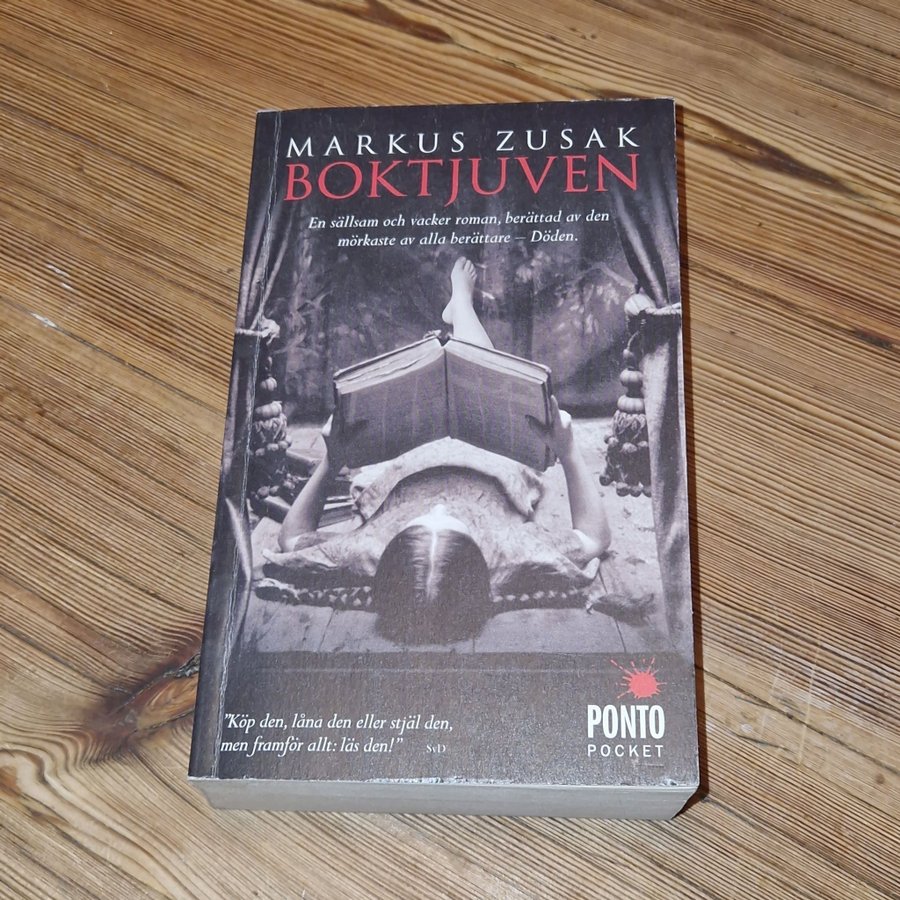 MARKUS ZUSAK
BOKTJUVEN
En sällsam och vacker roman, berättad av den
mörkaste av alla berättare – Döden.
"Köp den, låna den eller stjäl den,
men framför allt: läs den!" SvD
PONTO
POCKET